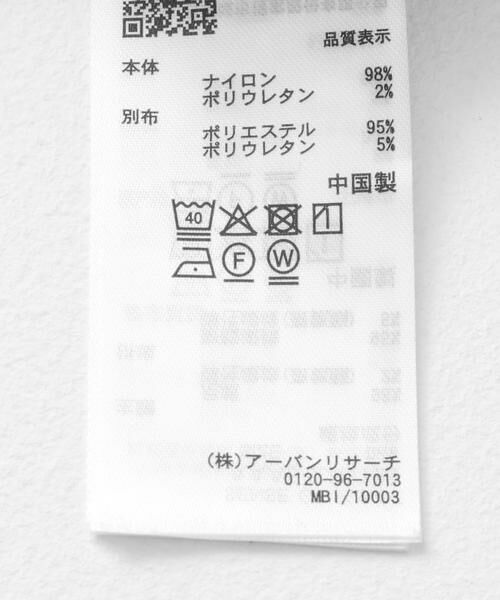 品質表示
本体
ナイロン 98%
ポリウレタン 2%
別布
ポリエステル 95%
ポリウレタン 5%
中国製
40
F W
(株)アーバンリサーチ
0120-96-7013
MBI/10003